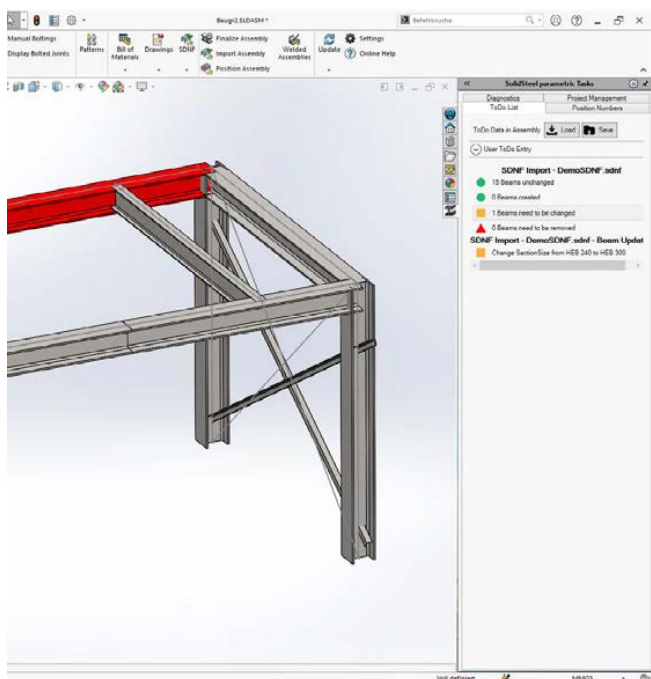 Baugr2.SLDASM *
Befehlssuche
Manual Boltings
Display Bolted Joints
Patterns
Bill of Materials
Drawings
SDNF
Finalize Assembly
Import Assembly
Position Assembly
Welded Assemblies
Update
Settings
Online Help
SolidSteel parametric Tasks
Diagnostics
Project Management
ToDo List
Position Numbers
ToDo Data in Assembly
Load
Save
User ToDo Entry
SDNF Import - DemoSDNF.sdnf
15 Beams unchanged
0 Beams created
1 Beams need to be changed
0 Beams need to be removed
SDNF Import - DemoSDNF.sdnf - Beam Updat
Change SectionSize from HEB 240 to HEB 300
Voll definiert
MMGS